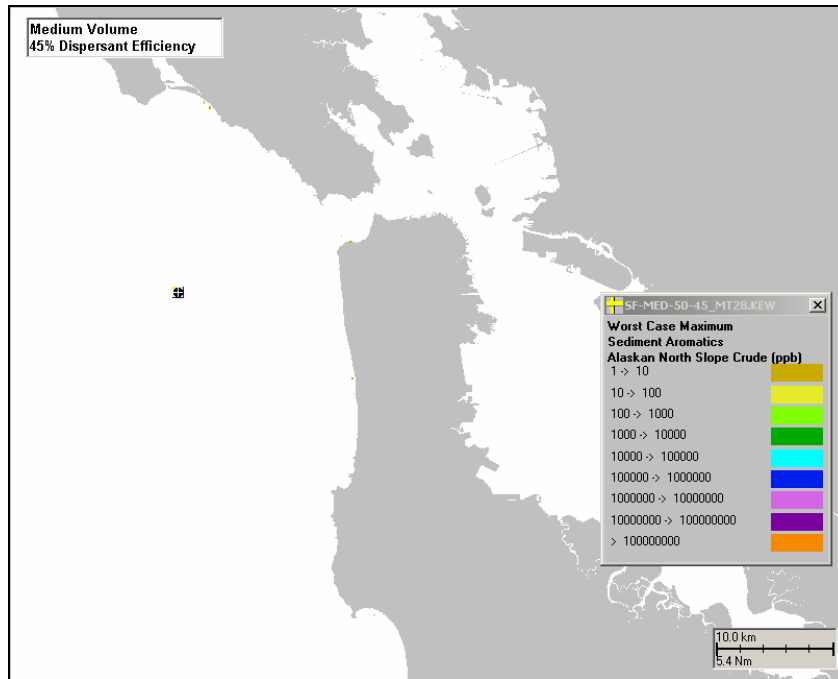 Medium Volume
45% Dispersant Efficiency
SF-MED-50-45_MT28.KEW
Worst Case Maximum
Sediment Aromatics
Alaskan North Slope Crude (ppb)
1 -> 10
10 -> 100
100 -> 1000
1000 -> 10000
10000 -> 100000
100000 -> 1000000
1000000 -> 10000000
10000000 -> 100000000
> 100000000
10.0 km
5.4 Nm